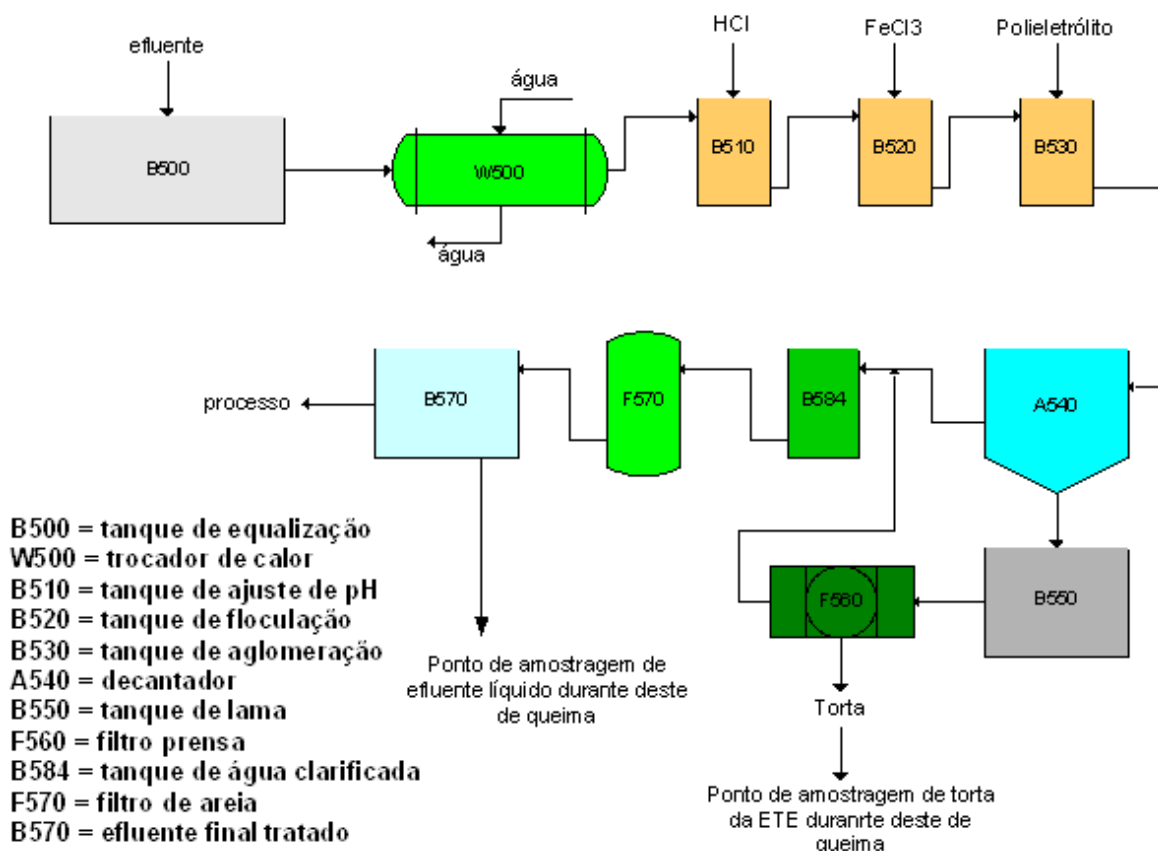 efluente
água
HCl
FeCl3
Polieletrólito
B500
W500
B510
B520
B530
água
processo
B570
F570
B584
A540
F560
B550
Torta
Ponto de amostragem de
efluente líquido durante deste
de queima
Ponto de amostragem de torta
da ETE duranrte deste de
queima
B500 = tanque de equalização
W500 = trocador de calor
B510 = tanque de ajuste de pH
B520 = tanque de floculação
B530 = tanque de aglomeração
A540 = decantador
B550 = tanque de lama
F560 = filtro prensa
B584 = tanque de água clarificada
F570 = filtro de areia
B570 = efluente final tratado